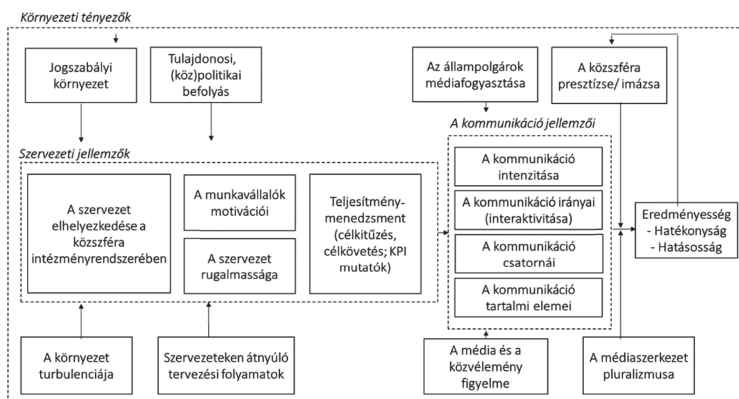 Környezeti tényezők
Jogszabályi
környezet
Tulajdonosi,
(köz)politikai
befolyás
Az állampolgárok
médiafogyasztása
A közszféra
presztízse/ imázsa
A kommunikáció jellemzői
Szervezeti jellemzők
A szervezet
elhelyezkedése a
közszféra
intézményrendszerében
A munkavállalók
motivációi
A szervezet
rugalmassága
Teljesítmény-
menedzsment
(célkitűzés,
célkövetés; KPI
mutatók)
A kommunikáció
intenzitása
A kommunikáció irányai
(interaktivitása)
A kommunikáció
csatornái
A kommunikáció
tartalmi elemei
Eredményesség
- Hatékonyság
- Hatásosság
A környezet
turbulenciája
Szervezeteken átnyúló
tervezési folyamatok
A média és a
közvélemény
figyelme
A médiaszerkezet
pluralizmusa